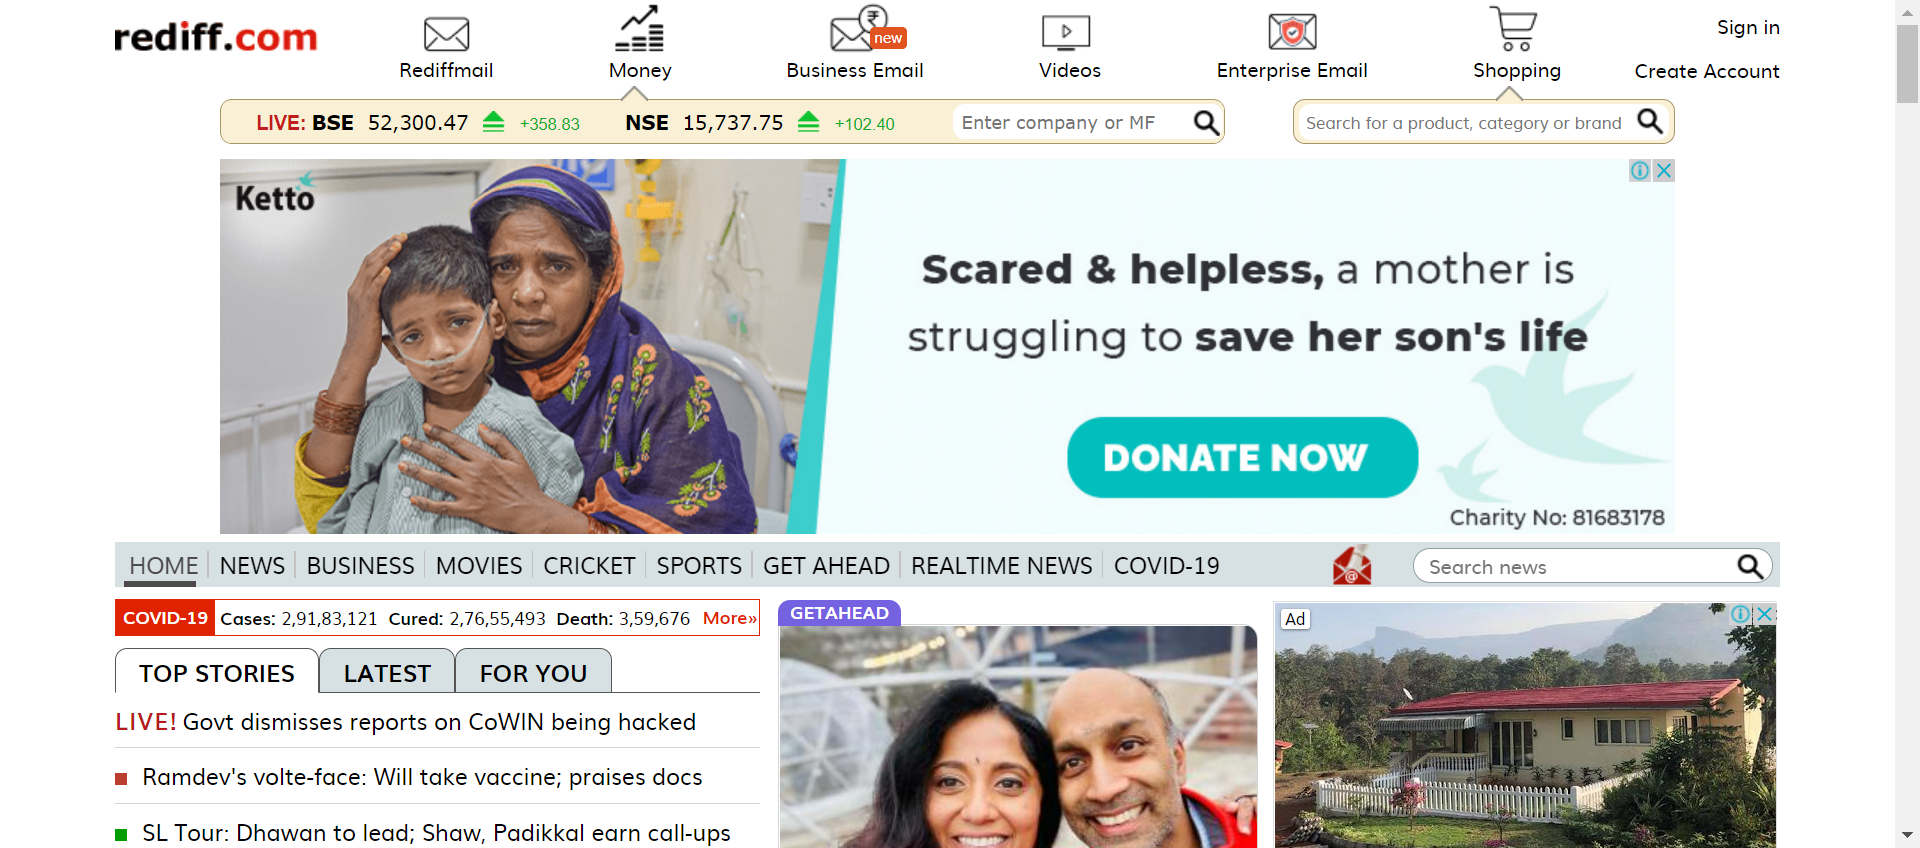 rediff.com
Rediffmail
Money
new
Business Email
Videos
Enterprise Email
Shopping
Sign in
Create Account
LIVE: BSE 52,300.47 +358.83 NSE 15,737.75 +102.40
Enter company or MF
Search for a product, category or brand
Ketto
Scared & helpless, a mother is
struggling to save her son's life
DONATE NOW
Charity No: 81683178
HOME NEWS BUSINESS MOVIES CRICKET SPORTS GET AHEAD REALTIME NEWS COVID-19
Search news
COVID-19 Cases: 2,91,83,121 Cured: 2,76,55,493 Death: 3,59,676 More»
TOP STORIES LATEST FOR YOU
LIVE! Govt dismisses reports on CoWIN being hacked
Ramdev's volte-face: Will take vaccine; praises docs
SL Tour: Dhawan to lead; Shaw, Padikkal earn call-ups
GETAHEAD
Ad